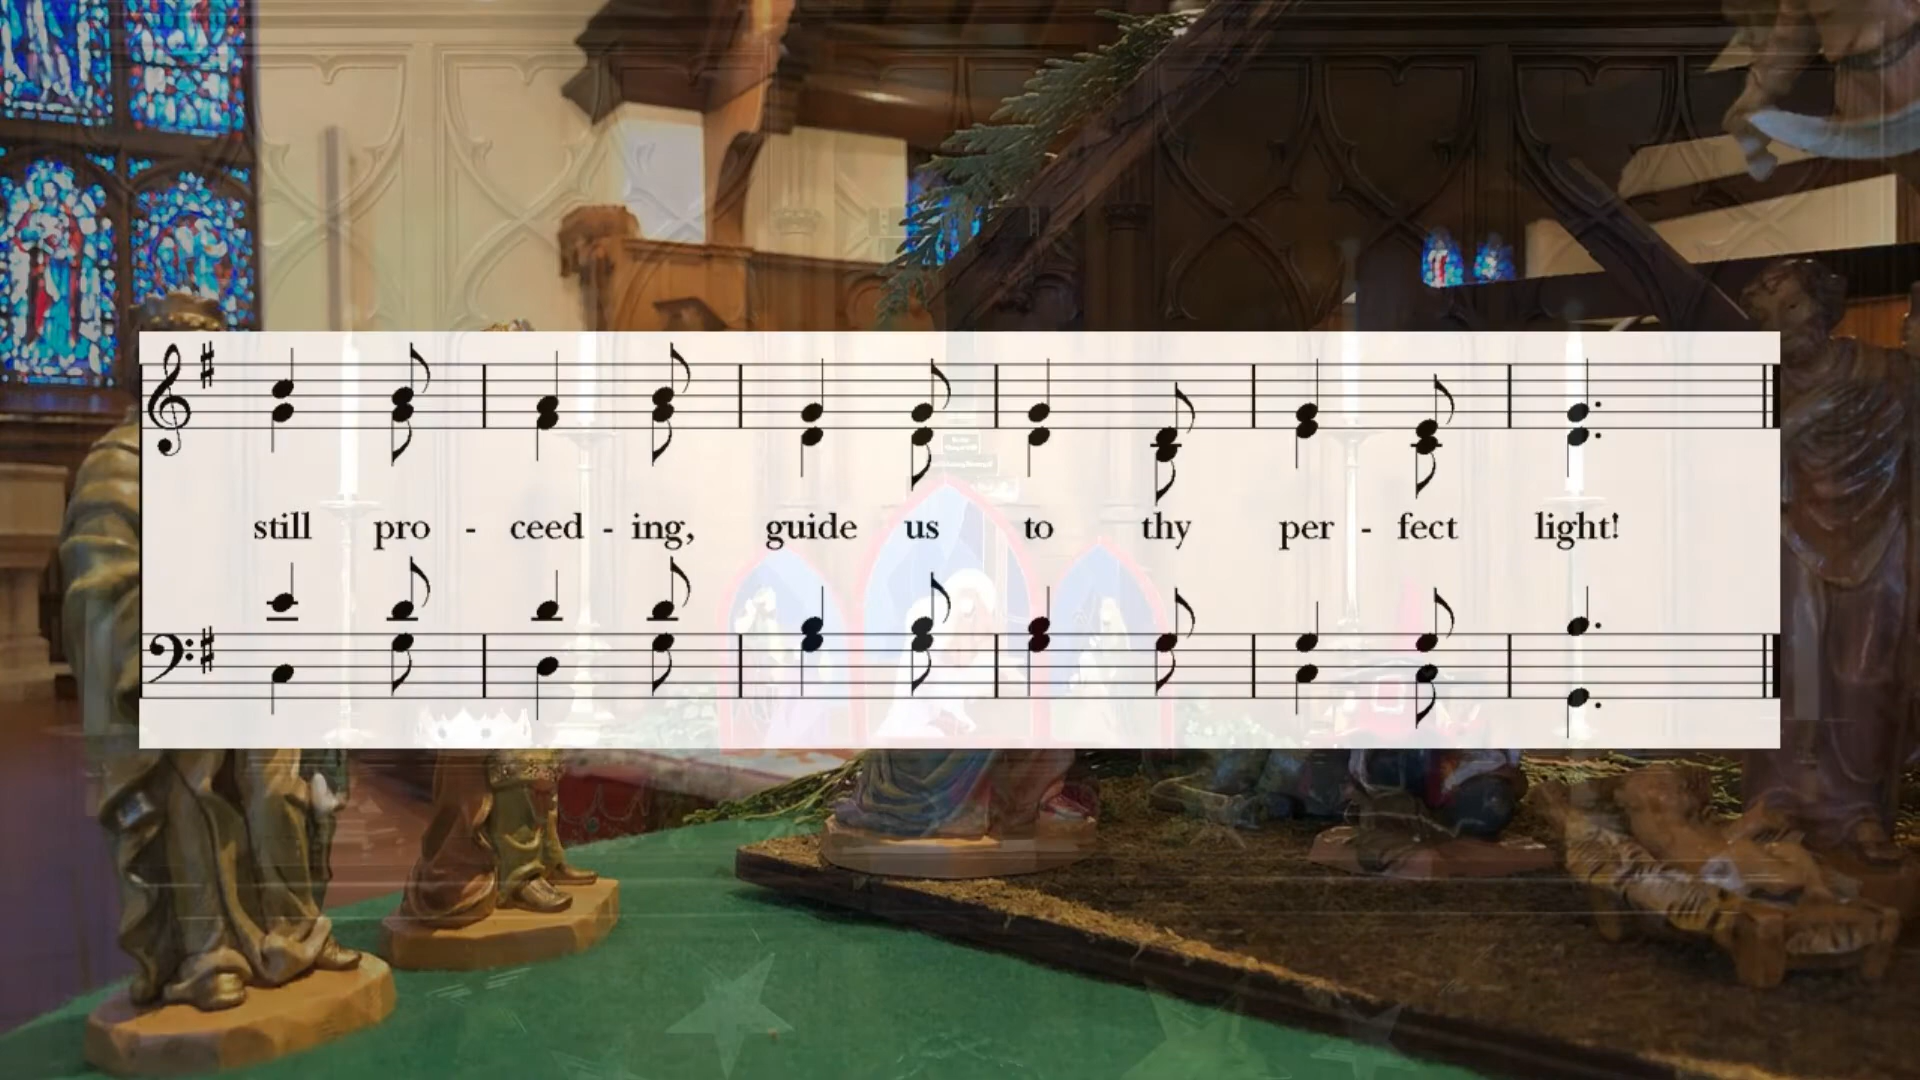 still pro - ceed - ing, guide us to thy per - fect light!